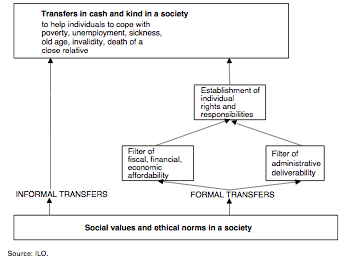 Transfers in cash and kind in a society
to help individuals to cope with
poverty, unemployment, sickness,
old age, invalidity, death of a
close relative
Establishment of
individual
rights and
responsibilities
Filter of
fiscal, financial,
economic
affordability
Filter of
administrative
deliverability
INFORMAL TRANSFERS
FORMAL TRANSFERS
Social values and ethical norms in a society
Source: ILO.